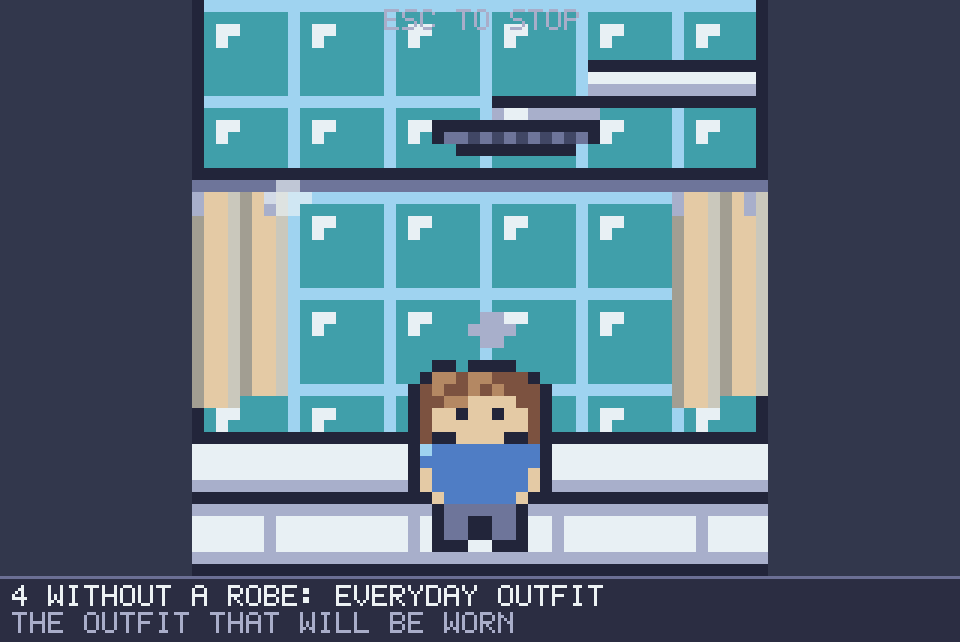 ESC TO STOP
4 WITHOUT A ROBE: EVERYDAY OUTFIT
THE OUTFIT THAT WILL BE WORN